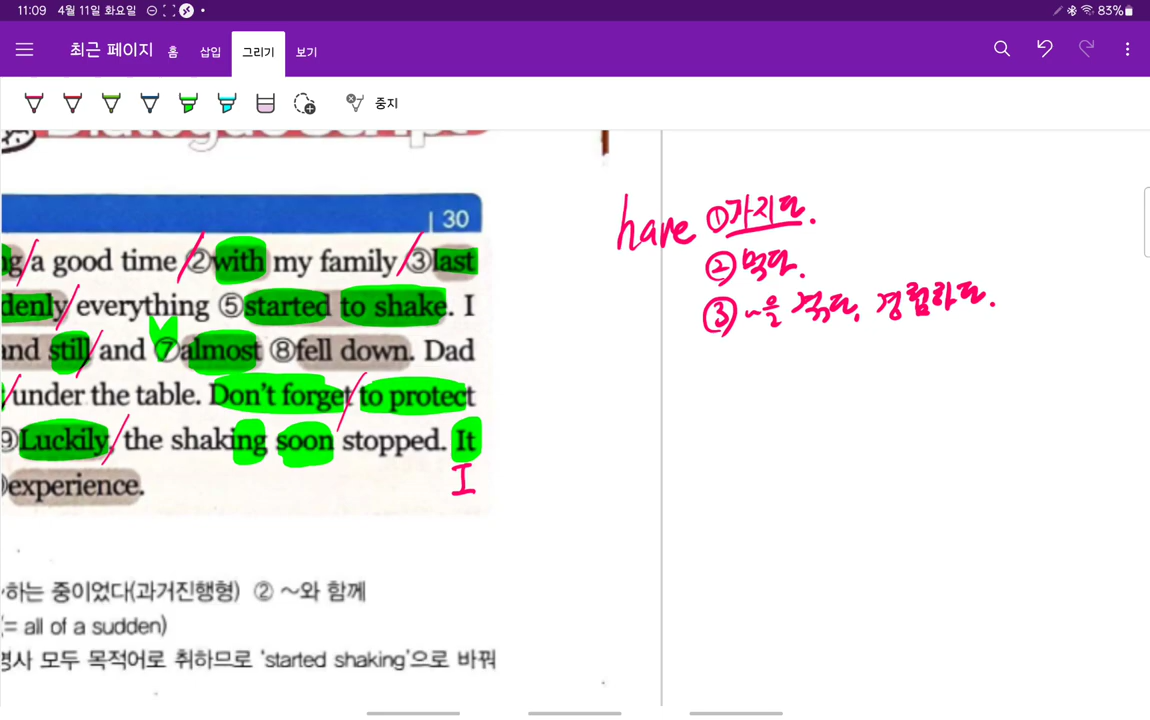 11:09 4월 11일 화요일 83%
최근 페이지 홈 삽입 그리기 보기
중지
Dialogue Script
| 30
ng / a good time / ②with my family / ③last
denly / everything ⑤started to shake. I
and still / and ⑦almost ⑧fell down. Dad
/ under the table. Don't forget / to protect
⑨Luckily, / the shaking soon stopped. It
I
experience.
have ①가지다.
②먹다.
③~을 겪다, 경험하다.
하는 중이었다(과거진행형) ② ～와 함께
(= all of a sudden)
명사 모두 목적어로 취하므로 'started shaking'으로 바꿔